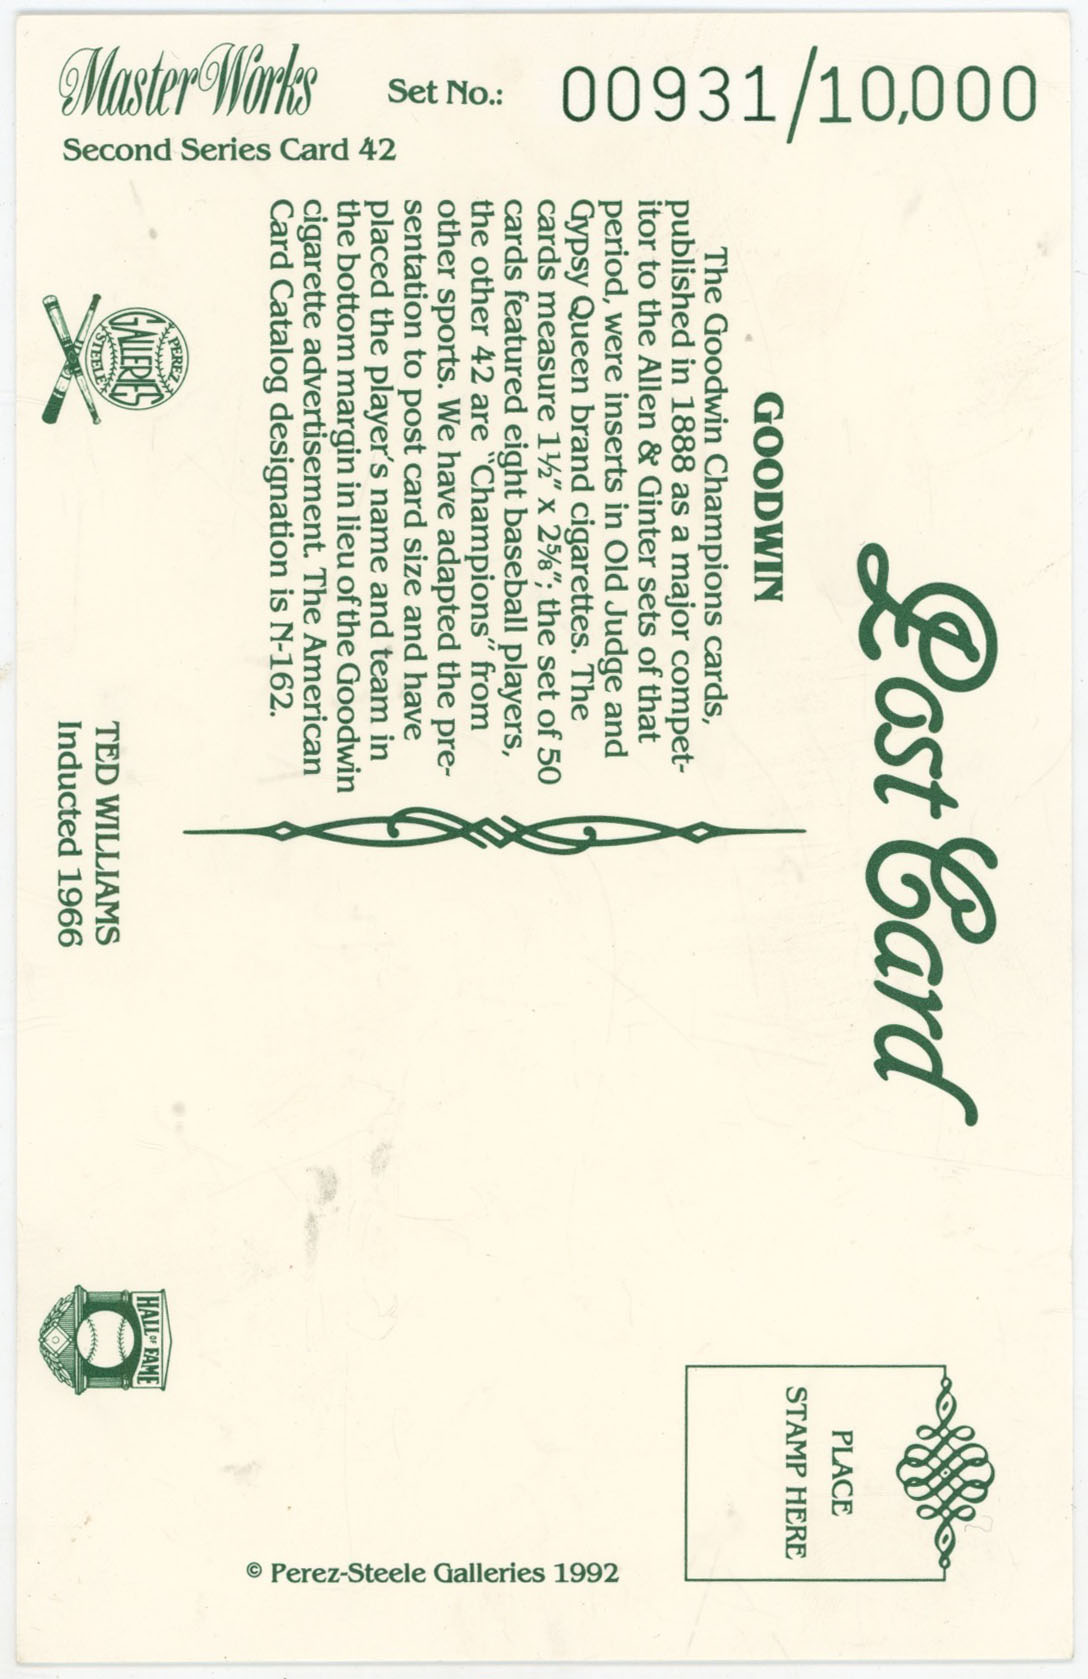 Master Works
Second Series Card 42
Set No.: 00931/10,000
Post Card
GOODWIN
The Goodwin Champions cards,
published in 1888 as a major compet-
itor to the Allen & Ginter sets of that
period, were inserts in Old Judge and
Gypsy Queen brand cigarettes. The
cards measure 1½" x 2⅝"; the set of 50
cards featured eight baseball players,
the other 42 are "Champions" from
other sports. We have adapted the pre-
sentation to post card size and have
placed the player's name and team in
the bottom margin in lieu of the Goodwin
cigarette advertisement. The American
Card Catalog designation is N-162.
PEREZ
GALLERIES
STEELE
TED WILLIAMS
Inducted 1966
HALL OF FAME
PLACE
STAMP HERE
© Perez-Steele Galleries 1992